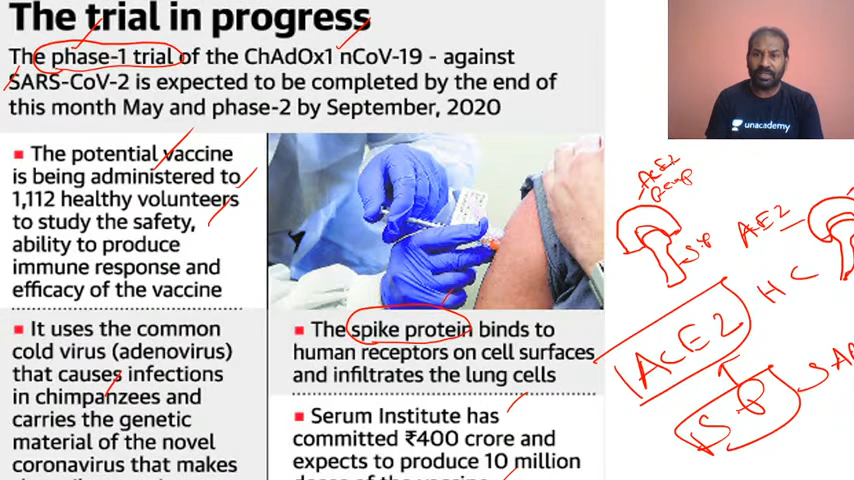 The trial in progress
The phase-1 trial of the ChAdOx1 nCoV-19 - against
SARS-CoV-2 is expected to be completed by the end of
this month May and phase-2 by September, 2020
The potential vaccine
is being administered to
1,112 healthy volunteers
to study the safety,
ability to produce
immune response and
efficacy of the vaccine
It uses the common
cold virus (adenovirus)
that causes infections
in chimpanzees and
carries the genetic
material of the novel
coronavirus that makes
The spike protein binds to
human receptors on cell surfaces
and infiltrates the lung cells
Serum Institute has
committed ₹400 crore and
expects to produce 10 million
doses of the vaccine
unacademy
ACE2
HC
ACE2
SP